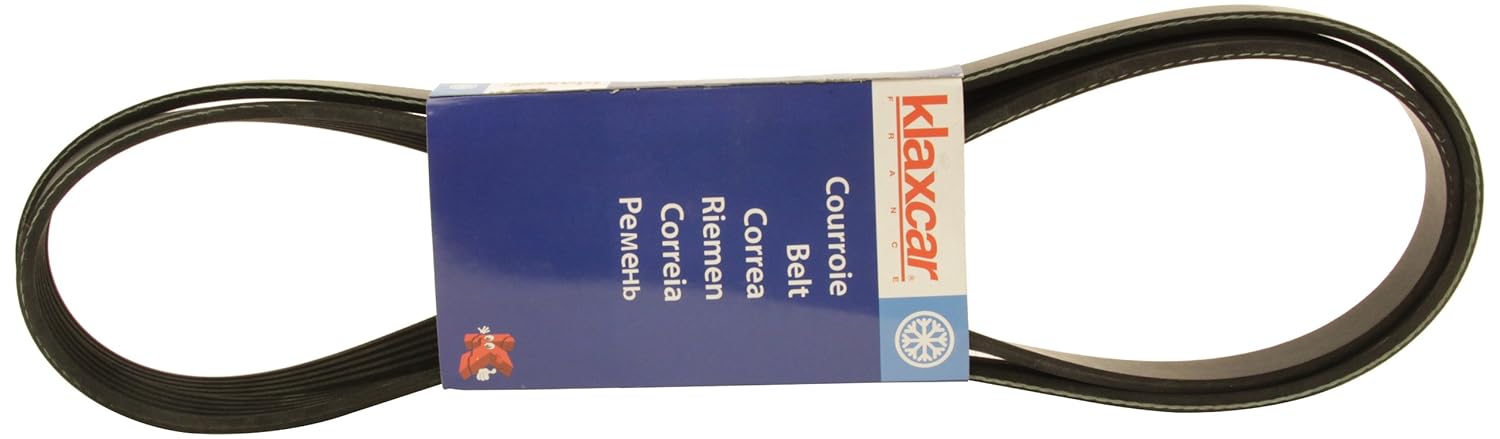 klaxcar®
FRANCE
Courroie
Belt
Correa
Riemen
Correia
Ремень